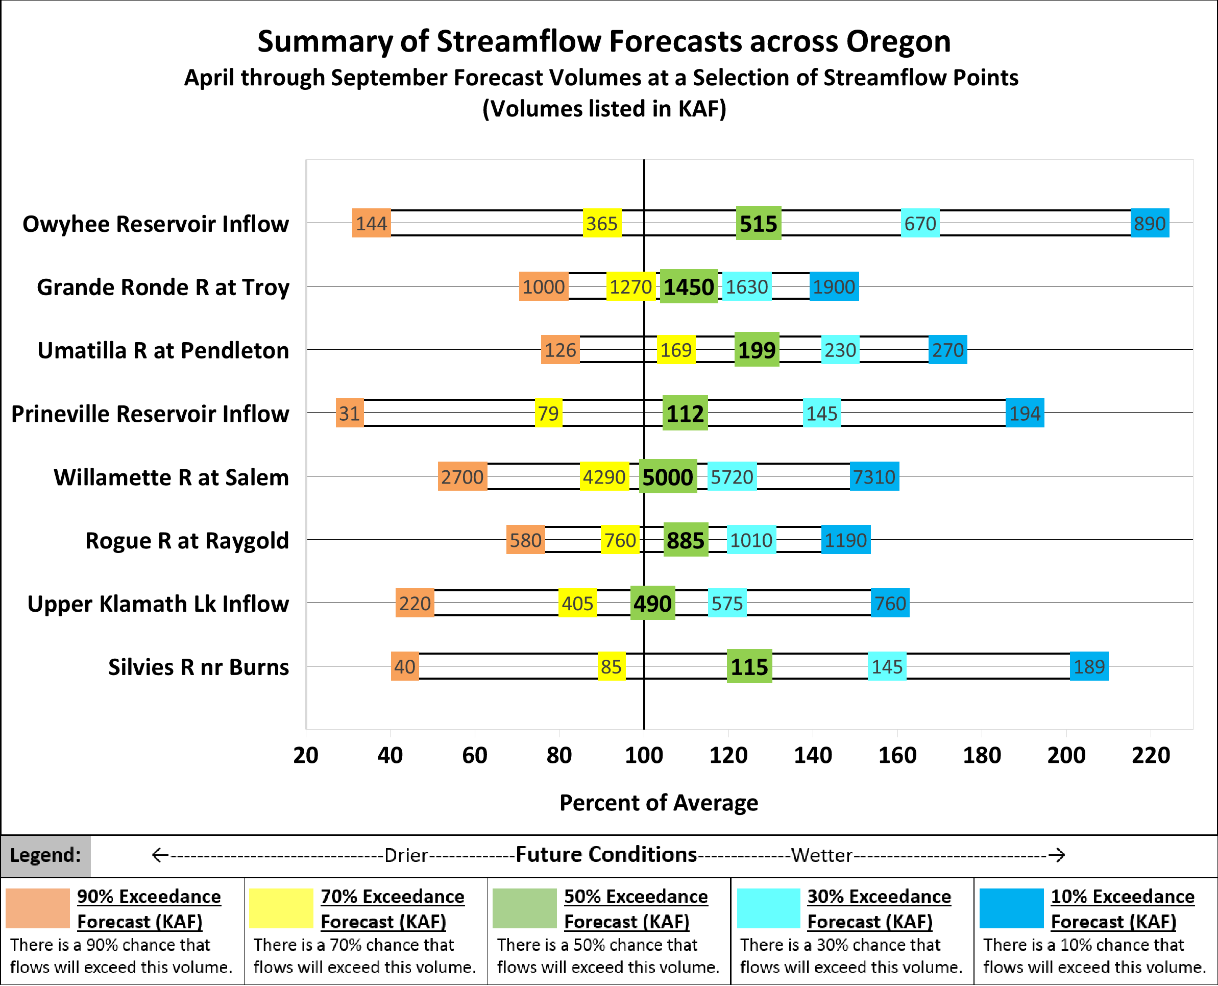 Summary of Streamflow Forecasts across Oregon
April through September Forecast Volumes at a Selection of Streamflow Points
(Volumes listed in KAF)
Owyhee Reservoir Inflow 144 365 515 670 890
Grande Ronde R at Troy 1000 1270 1450 1630 1900
Umatilla R at Pendleton 126 169 199 230 270
Prineville Reservoir Inflow 31 79 112 145 194
Willamette R at Salem 2700 4290 5000 5720 7310
Rogue R at Raygold 580 760 885 1010 1190
Upper Klamath Lk Inflow 220 405 490 575 760
Silvies R nr Burns 40 85 115 145 189
20 40 60 80 100 120 140 160 180 200 220
Percent of Average
Legend: ←--------------------------------Drier-------------Future Conditions--------------Wetter-----------------------------→
90% Exceedance
Forecast (KAF)
There is a 90% chance that
flows will exceed this volume.
70% Exceedance
Forecast (KAF)
There is a 70% chance that
flows will exceed this volume.
50% Exceedance
Forecast (KAF)
There is a 50% chance that
flows will exceed this volume.
30% Exceedance
Forecast (KAF)
There is a 30% chance that
flows will exceed this volume.
10% Exceedance
Forecast (KAF)
There is a 10% chance that
flows will exceed this volume.